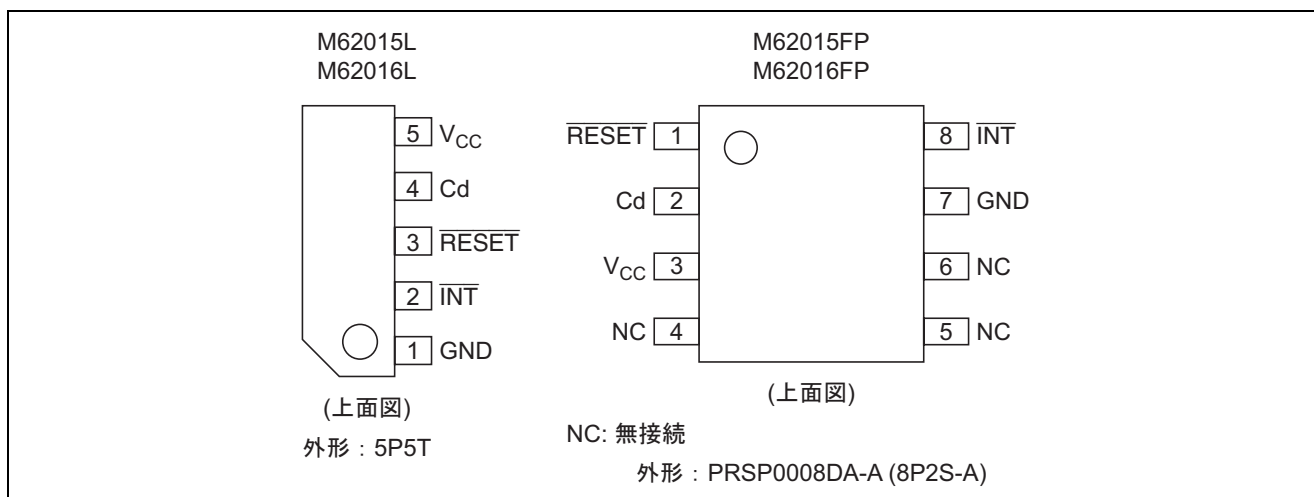 M62015L
M62016L
5 VCC
4 Cd
3 RESET
2 INT
1 GND
(上面図)
外形：5P5T
M62015FP
M62016FP
RESET 1
8 INT
Cd 2
7 GND
VCC 3
6 NC
NC 4
5 NC
(上面図)
NC: 無接続
外形：PRSP0008DA-A (8P2S-A)